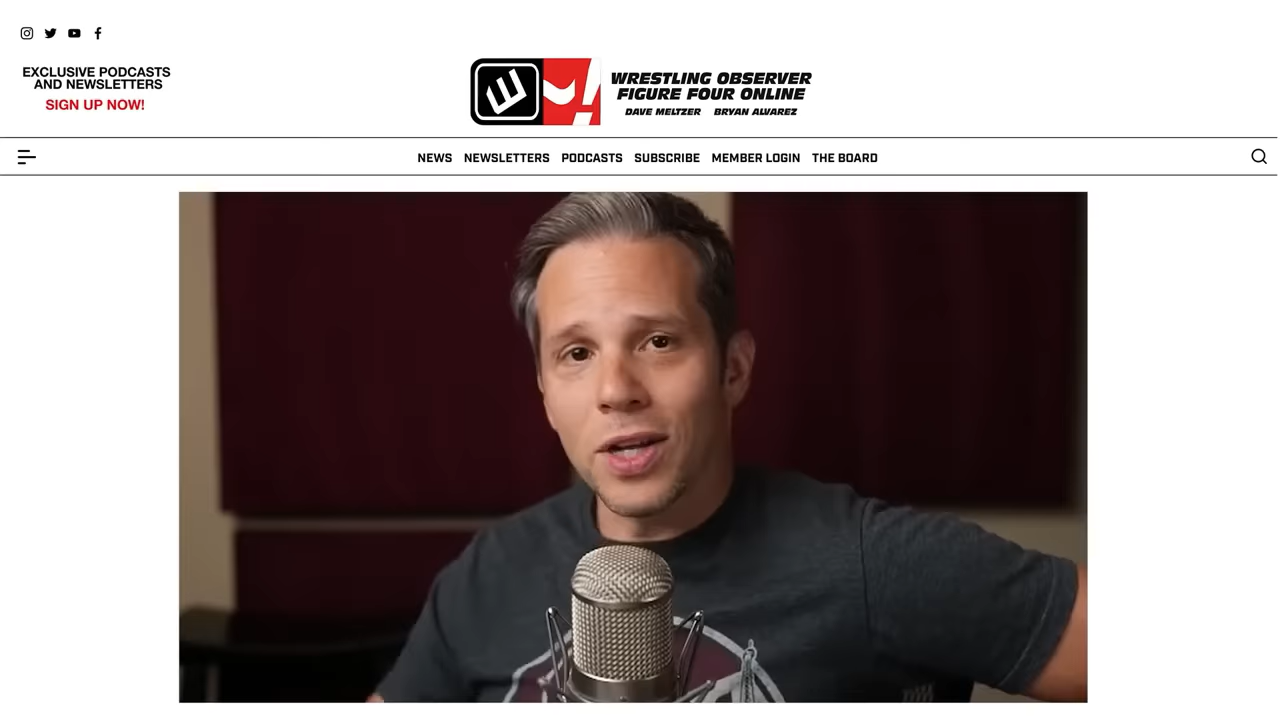 EXCLUSIVE PODCASTS
AND NEWSLETTERS
SIGN UP NOW!
WRESTLING OBSERVER
FIGURE FOUR ONLINE
DAVE MELTZER BRYAN ALVAREZ
NEWS NEWSLETTERS PODCASTS SUBSCRIBE MEMBER LOGIN THE BOARD